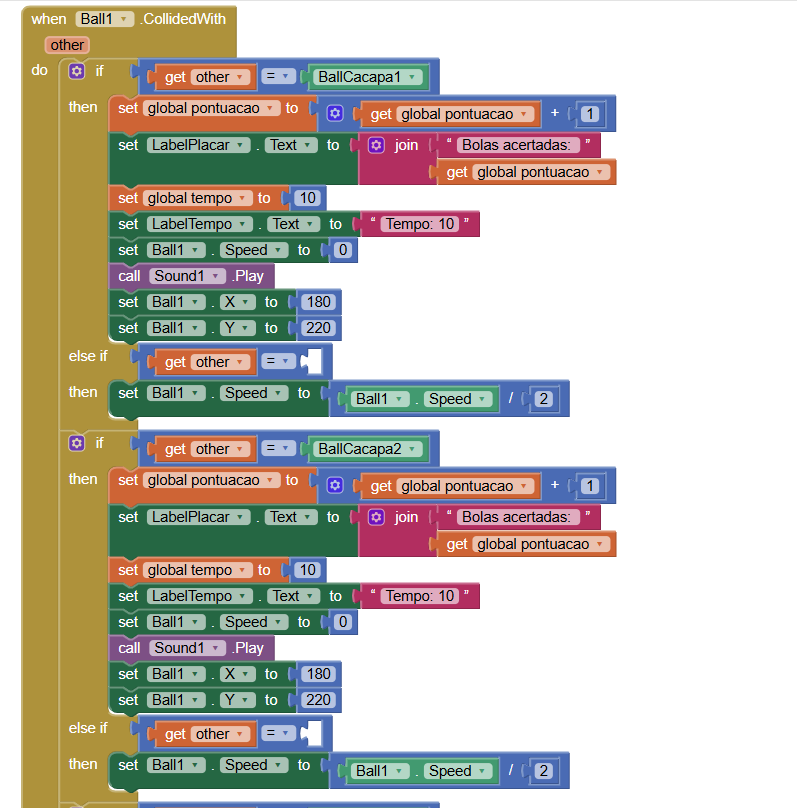 when Ball1 .CollidedWith
other
do if get other = BallCacapa1
then set global pontuacao to get global pontuacao + 1
set LabelPlacar . Text to join " Bolas acertadas: "
get global pontuacao
set global tempo to 10
set LabelTempo . Text to " Tempo: 10 "
set Ball1 . Speed to 0
call Sound1 .Play
set Ball1 . X to 180
set Ball1 . Y to 220
else if get other =
then set Ball1 . Speed to Ball1 . Speed / 2
if get other = BallCacapa2
then set global pontuacao to get global pontuacao + 1
set LabelPlacar . Text to join " Bolas acertadas: "
get global pontuacao
set global tempo to 10
set LabelTempo . Text to " Tempo: 10 "
set Ball1 . Speed to 0
call Sound1 .Play
set Ball1 . X to 180
set Ball1 . Y to 220
else if get other =
then set Ball1 . Speed to Ball1 . Speed / 2